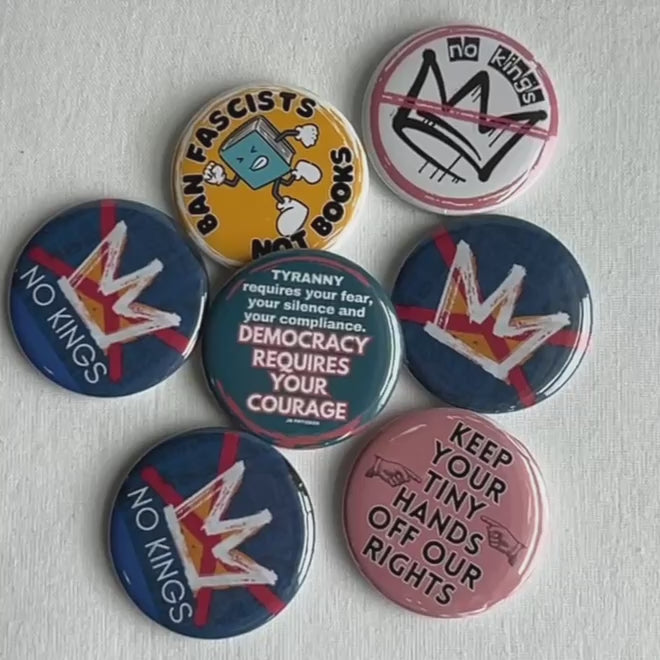 no kings
BAN FASCISTS
NOT BOOKS
NO KINGS
TYRANNY
requires your fear,
your silence and
your compliance.
DEMOCRACY
REQUIRES
YOUR
COURAGE
KEEP
YOUR
TINY
HANDS
OFF OUR
RIGHTS
NO KINGS